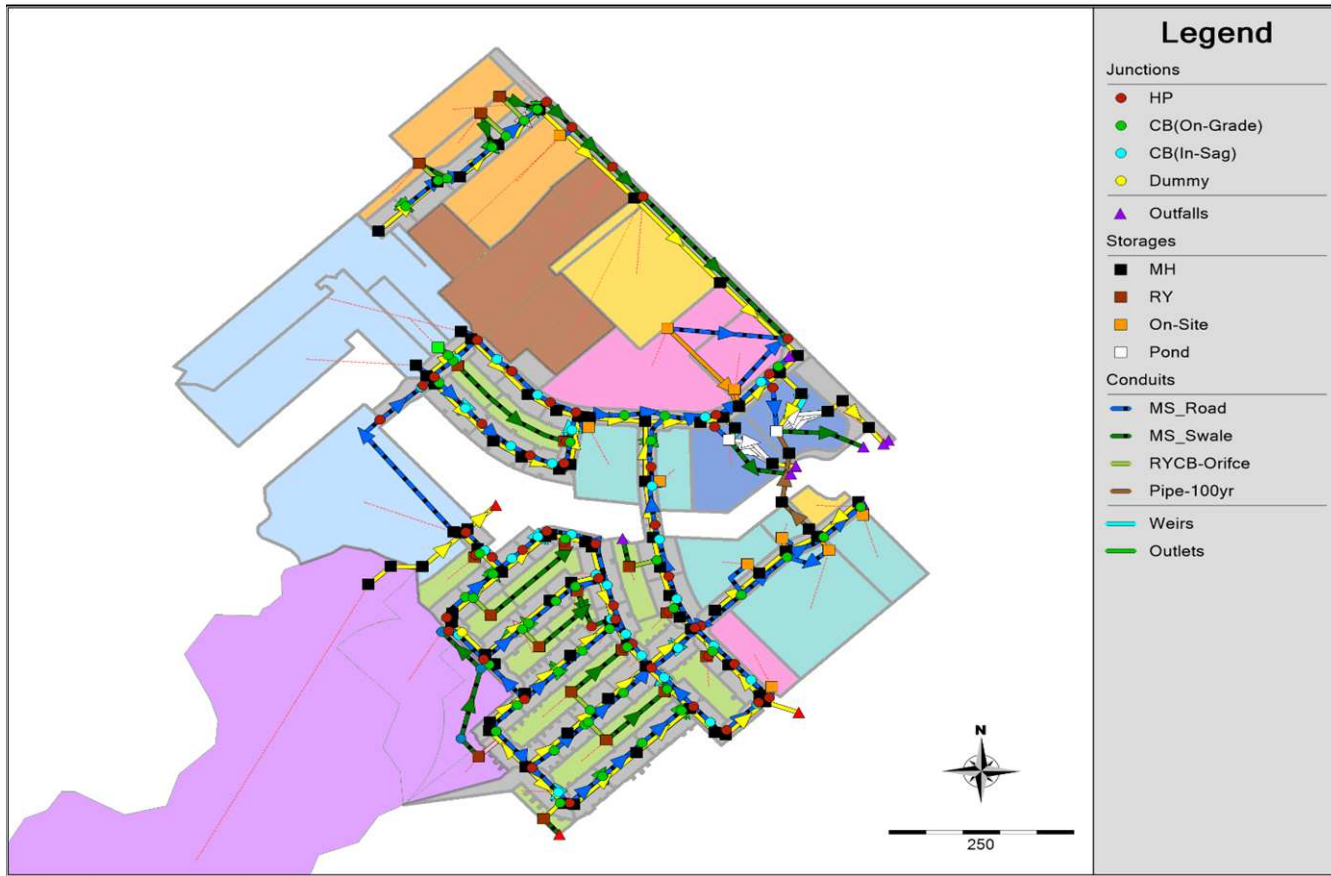 Legend
Junctions
HP
CB(On-Grade)
CB(In-Sag)
Dummy
Outfalls
Storages
MH
RY
On-Site
Pond
Conduits
MS_Road
MS_Swale
RYCB-Orifce
Pipe-100yr
Weirs
Outlets
N
250